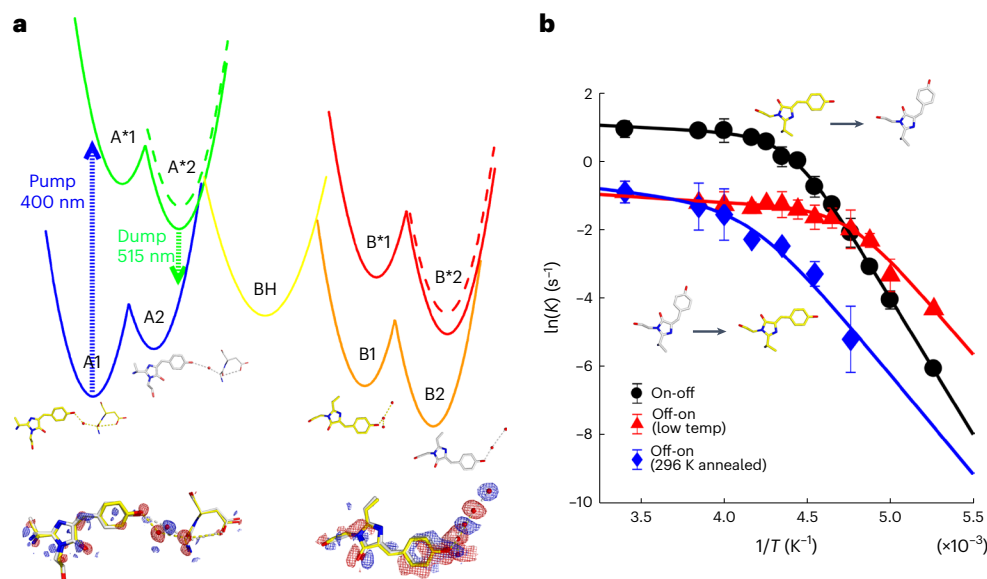 a
A*1
A*2
Pump
400 nm
Dump
515 nm
A1
A2
BH
B*1
B*2
B1
B2
b
ln(K) (s⁻¹)
2
0
−2
−4
−6
−8
−10
On-off
Off-on
(low temp)
Off-on
(296 K annealed)
3.5
4.0
4.5
5.0
5.5
1/T (K⁻¹)
(×10⁻³)